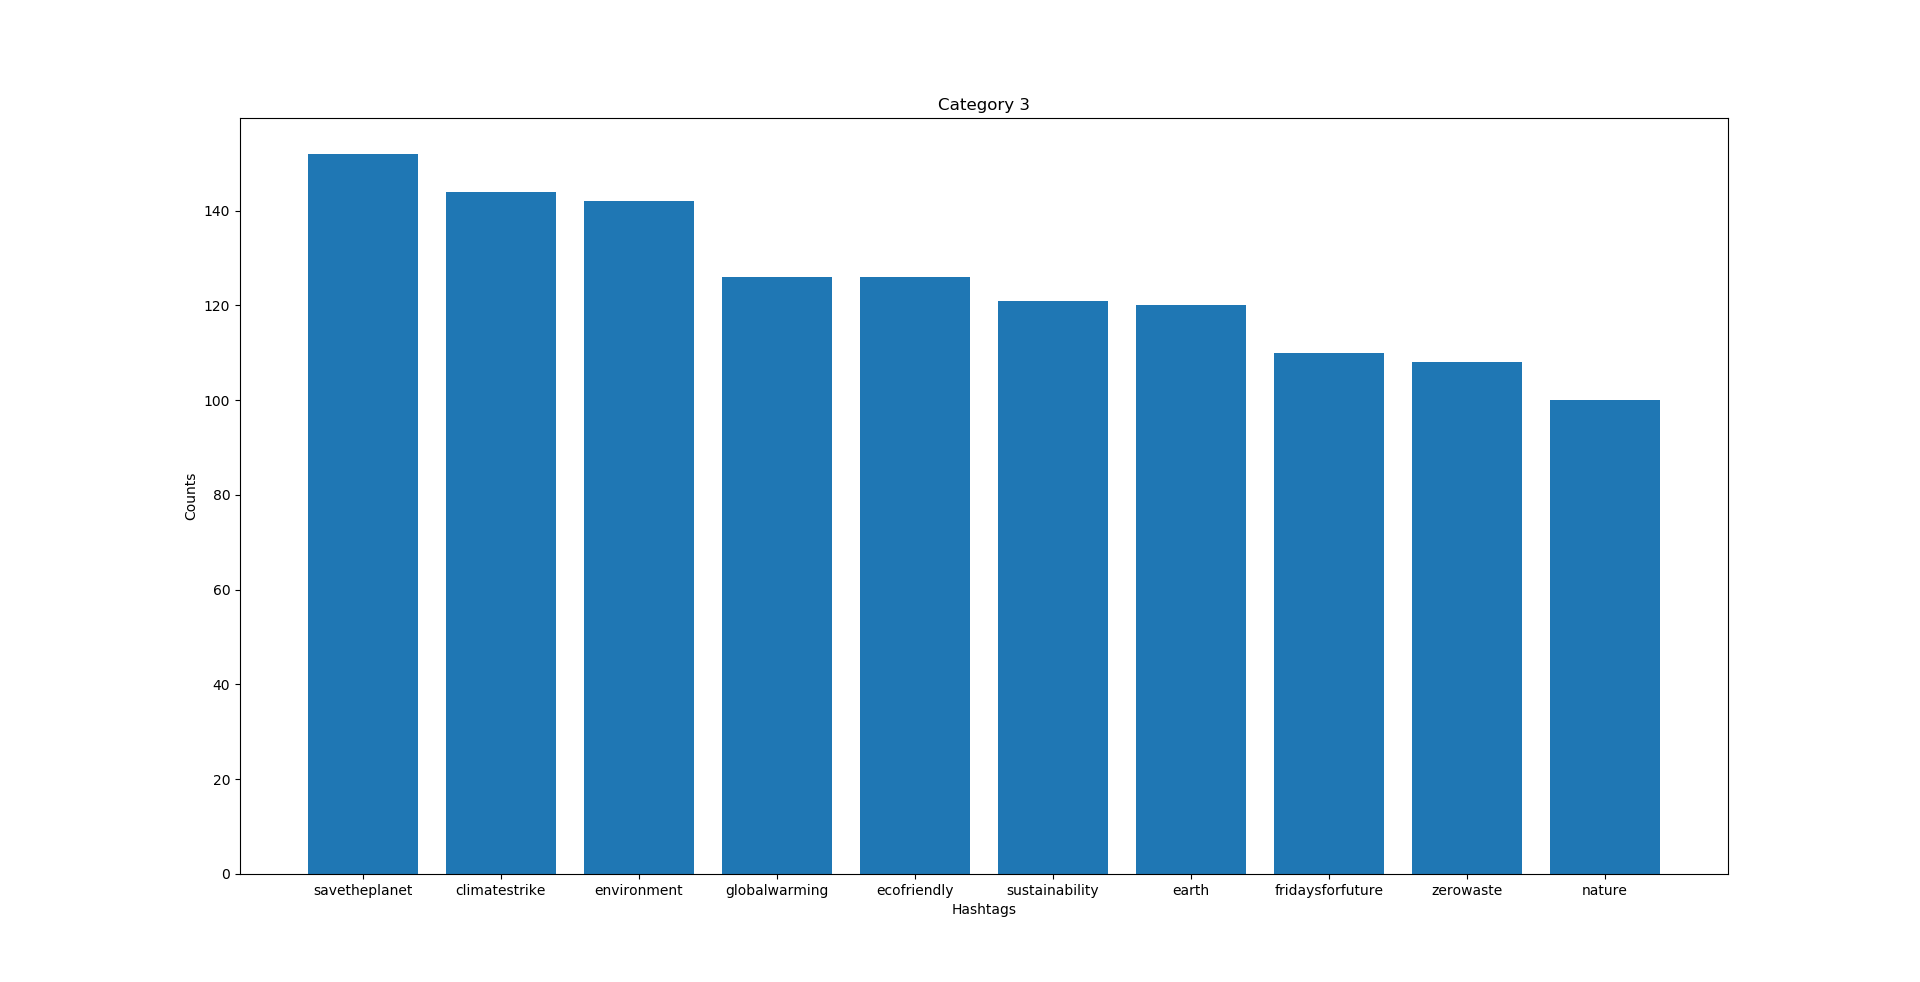 Category 3
140
120
100
80
60
40
20
0
Counts
savetheplanet climatestrike environment globalwarming ecofriendly sustainability earth fridaysforfuture zerowaste nature
Hashtags